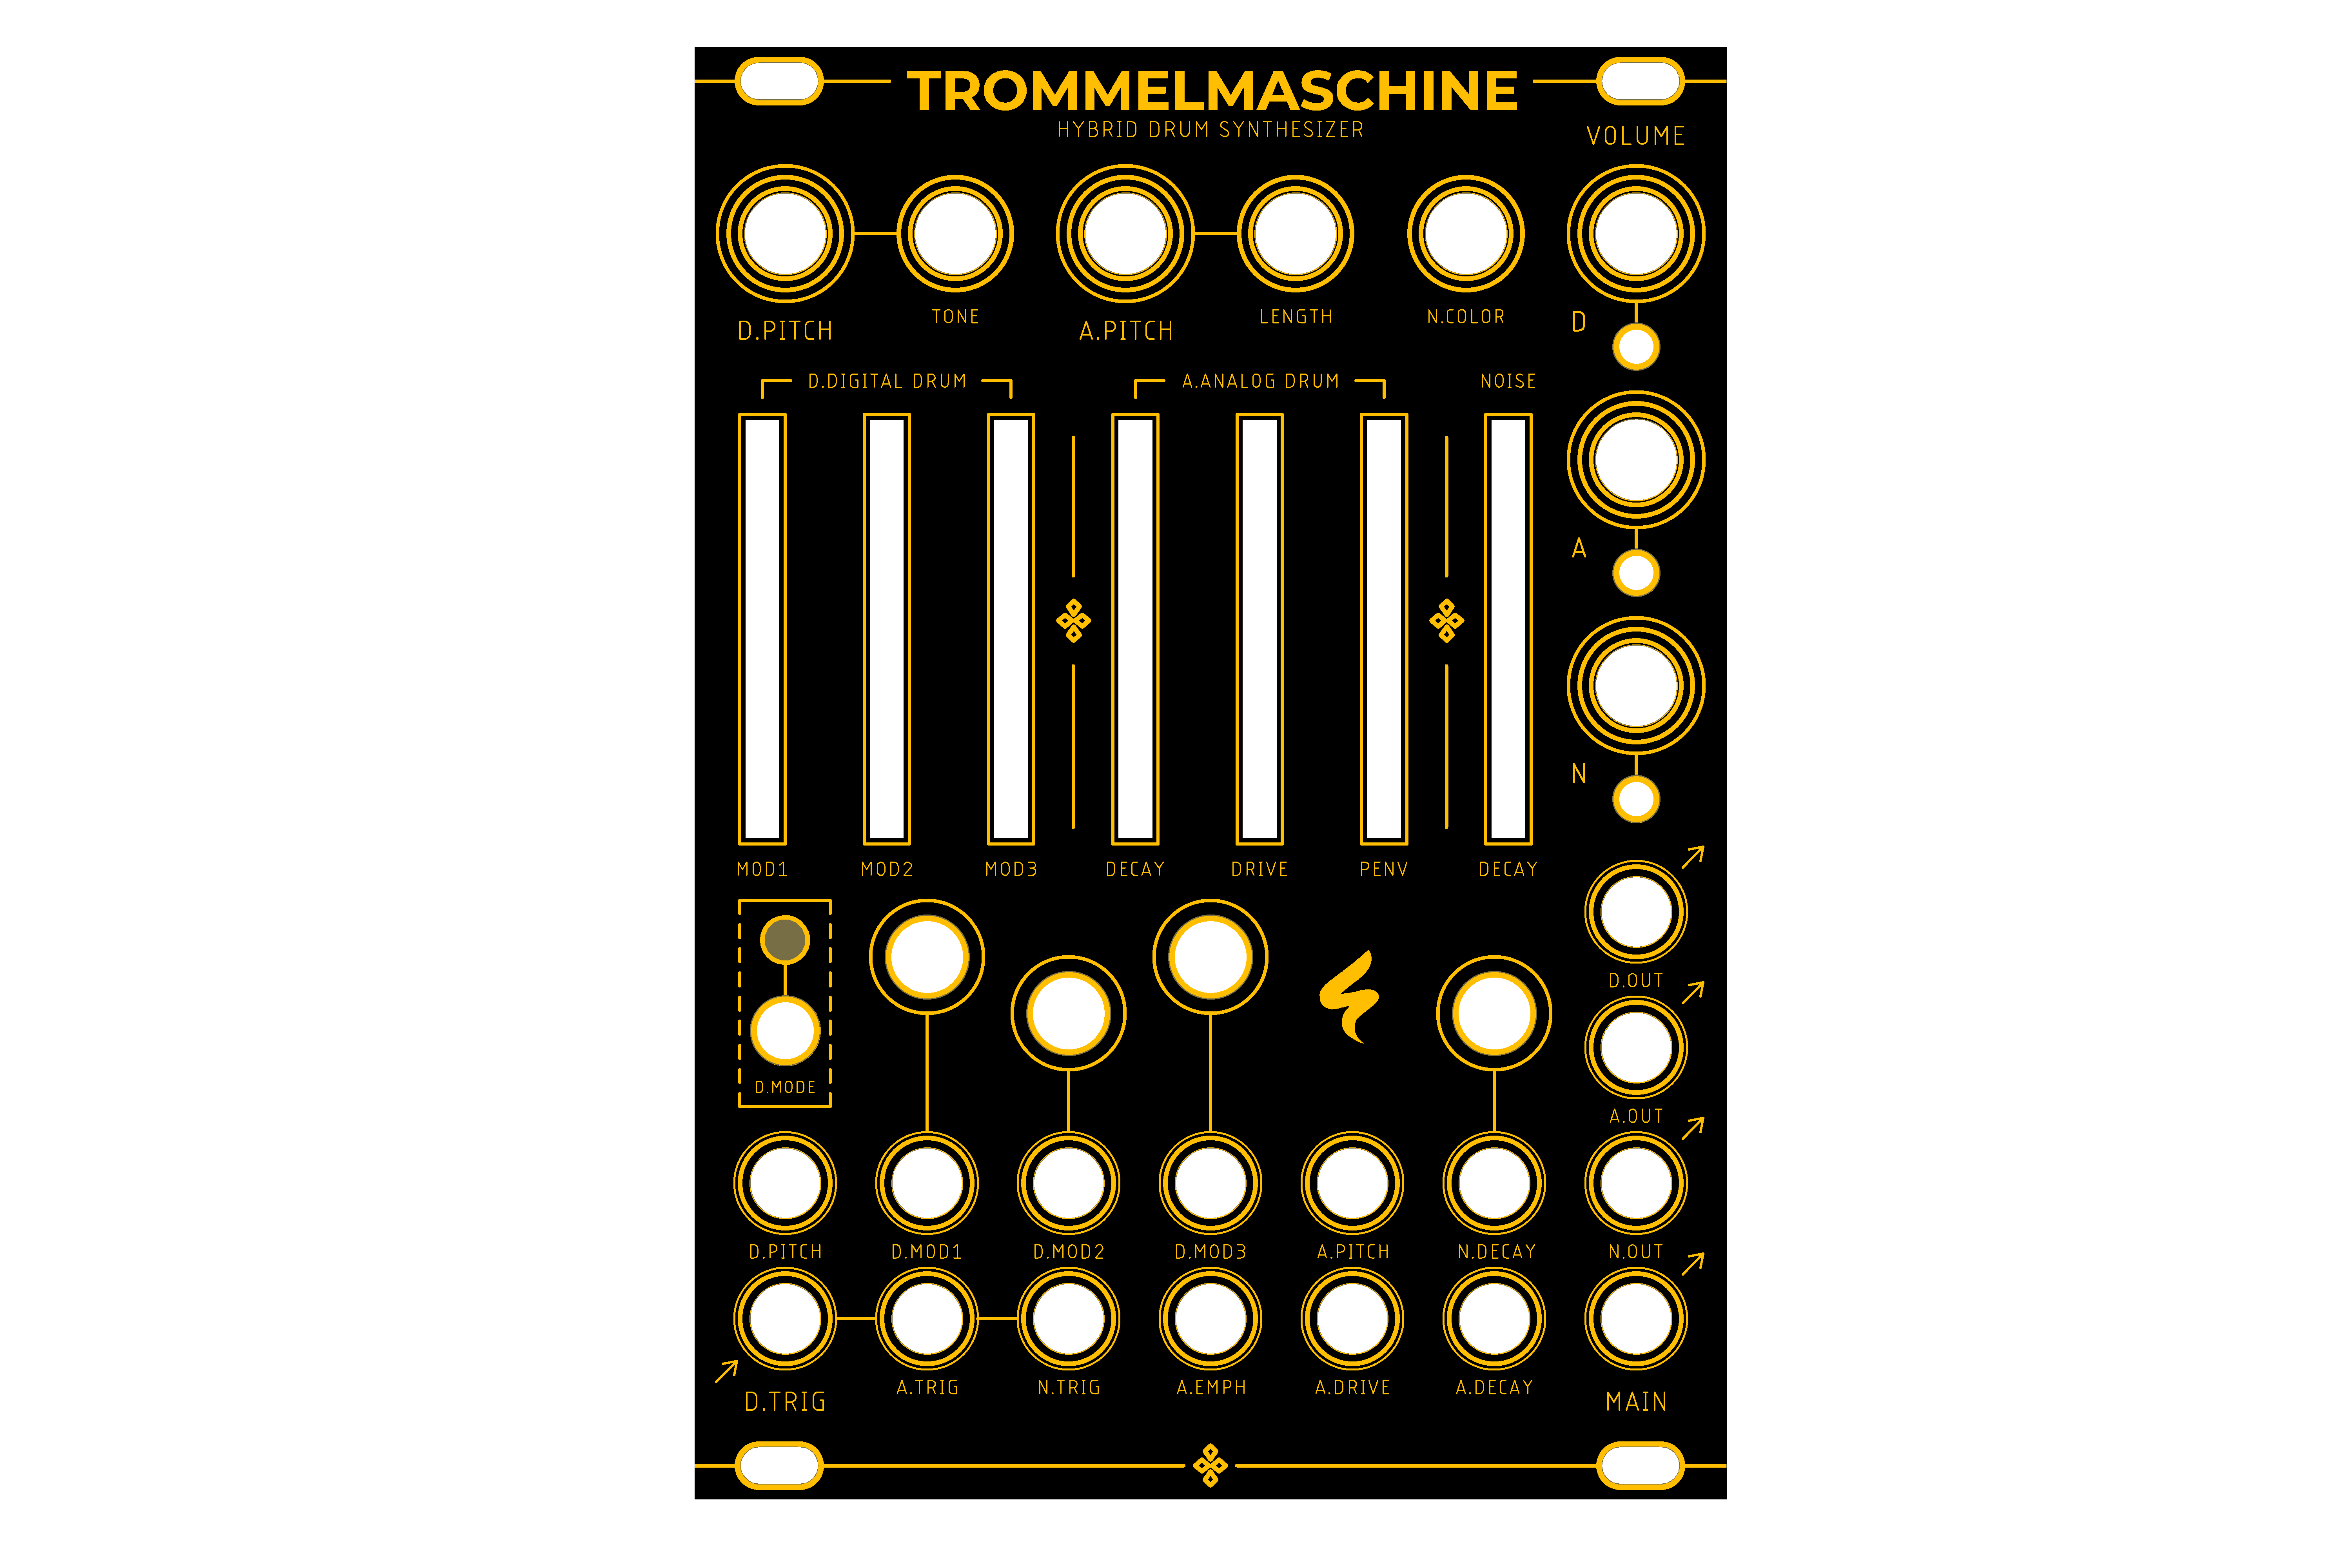 TROMMELMASCHINE
HYBRID DRUM SYNTHESIZER
VOLUME
D.PITCH
TONE
A.PITCH
LENGTH
N.COLOR
D
D.DIGITAL DRUM
A.ANALOG DRUM
NOISE
A
N
MOD1
MOD2
MOD3
DECAY
DRIVE
PENV
DECAY
D.OUT
D.MODE
A.OUT
D.PITCH
D.MOD1
D.MOD2
D.MOD3
A.PITCH
N.DECAY
N.OUT
D.TRIG
A.TRIG
N.TRIG
A.EMPH
A.DRIVE
A.DECAY
MAIN